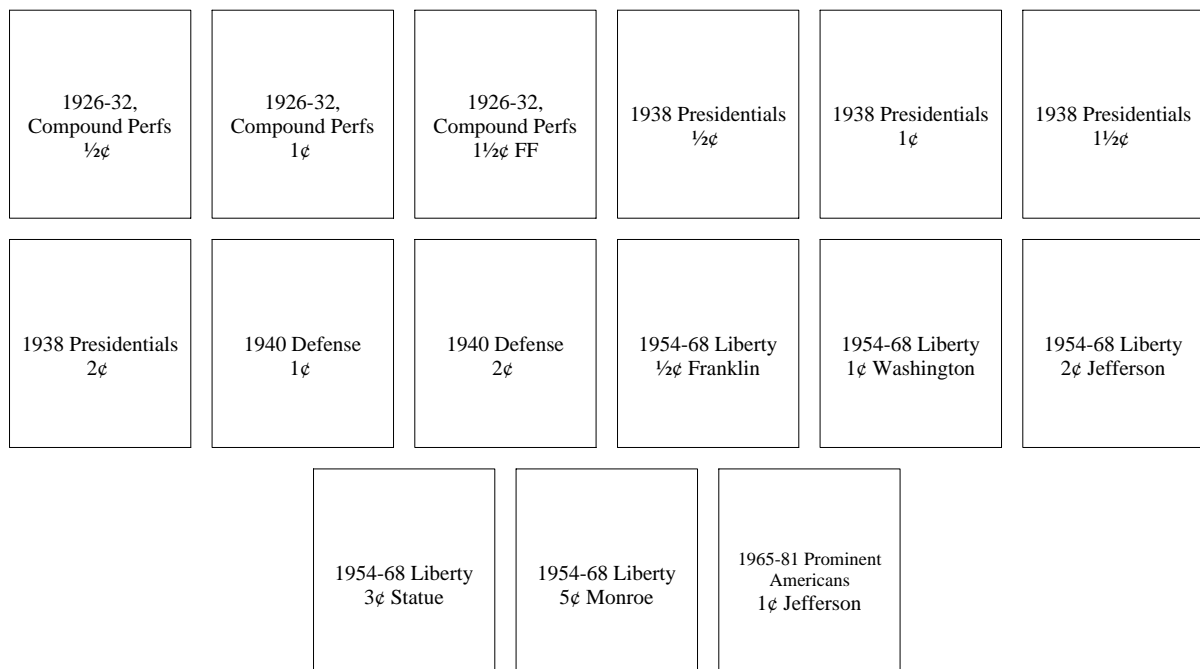 1926-32,
Compound Perfs
½¢
1926-32,
Compound Perfs
1¢
1926-32,
Compound Perfs
1½¢ FF
1938 Presidentials
½¢
1938 Presidentials
1¢
1938 Presidentials
1½¢
1938 Presidentials
2¢
1940 Defense
1¢
1940 Defense
2¢
1954-68 Liberty
½¢ Franklin
1954-68 Liberty
1¢ Washington
1954-68 Liberty
2¢ Jefferson
1954-68 Liberty
3¢ Statue
1954-68 Liberty
5¢ Monroe
1965-81 Prominent
Americans
1¢ Jefferson